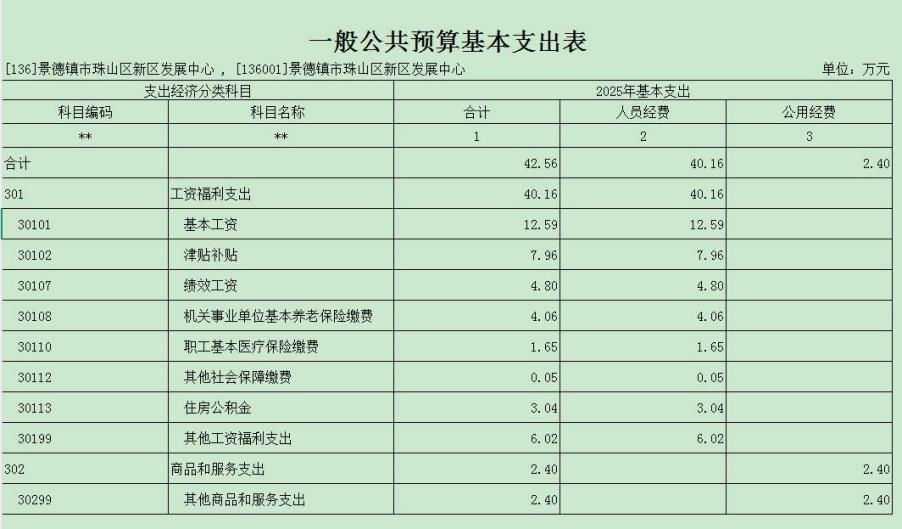 一般公共预算基本支出表
[136]景德镇市珠山区新区发展中心 , [136001]景德镇市珠山区新区发展中心 单位：万元
支出经济分类科目 2025年基本支出
科目编码 科目名称 合计 人员经费 公用经费
** ** 1 2 3
合计 42.56 40.16 2.40
301 工资福利支出 40.16 40.16
30101 基本工资 12.59 12.59
30102 津贴补贴 7.96 7.96
30107 绩效工资 4.80 4.80
30108 机关事业单位基本养老保险缴费 4.06 4.06
30110 职工基本医疗保险缴费 1.65 1.65
30112 其他社会保障缴费 0.05 0.05
30113 住房公积金 3.04 3.04
30199 其他工资福利支出 6.02 6.02
302 商品和服务支出 2.40 2.40
30299 其他商品和服务支出 2.40 2.40